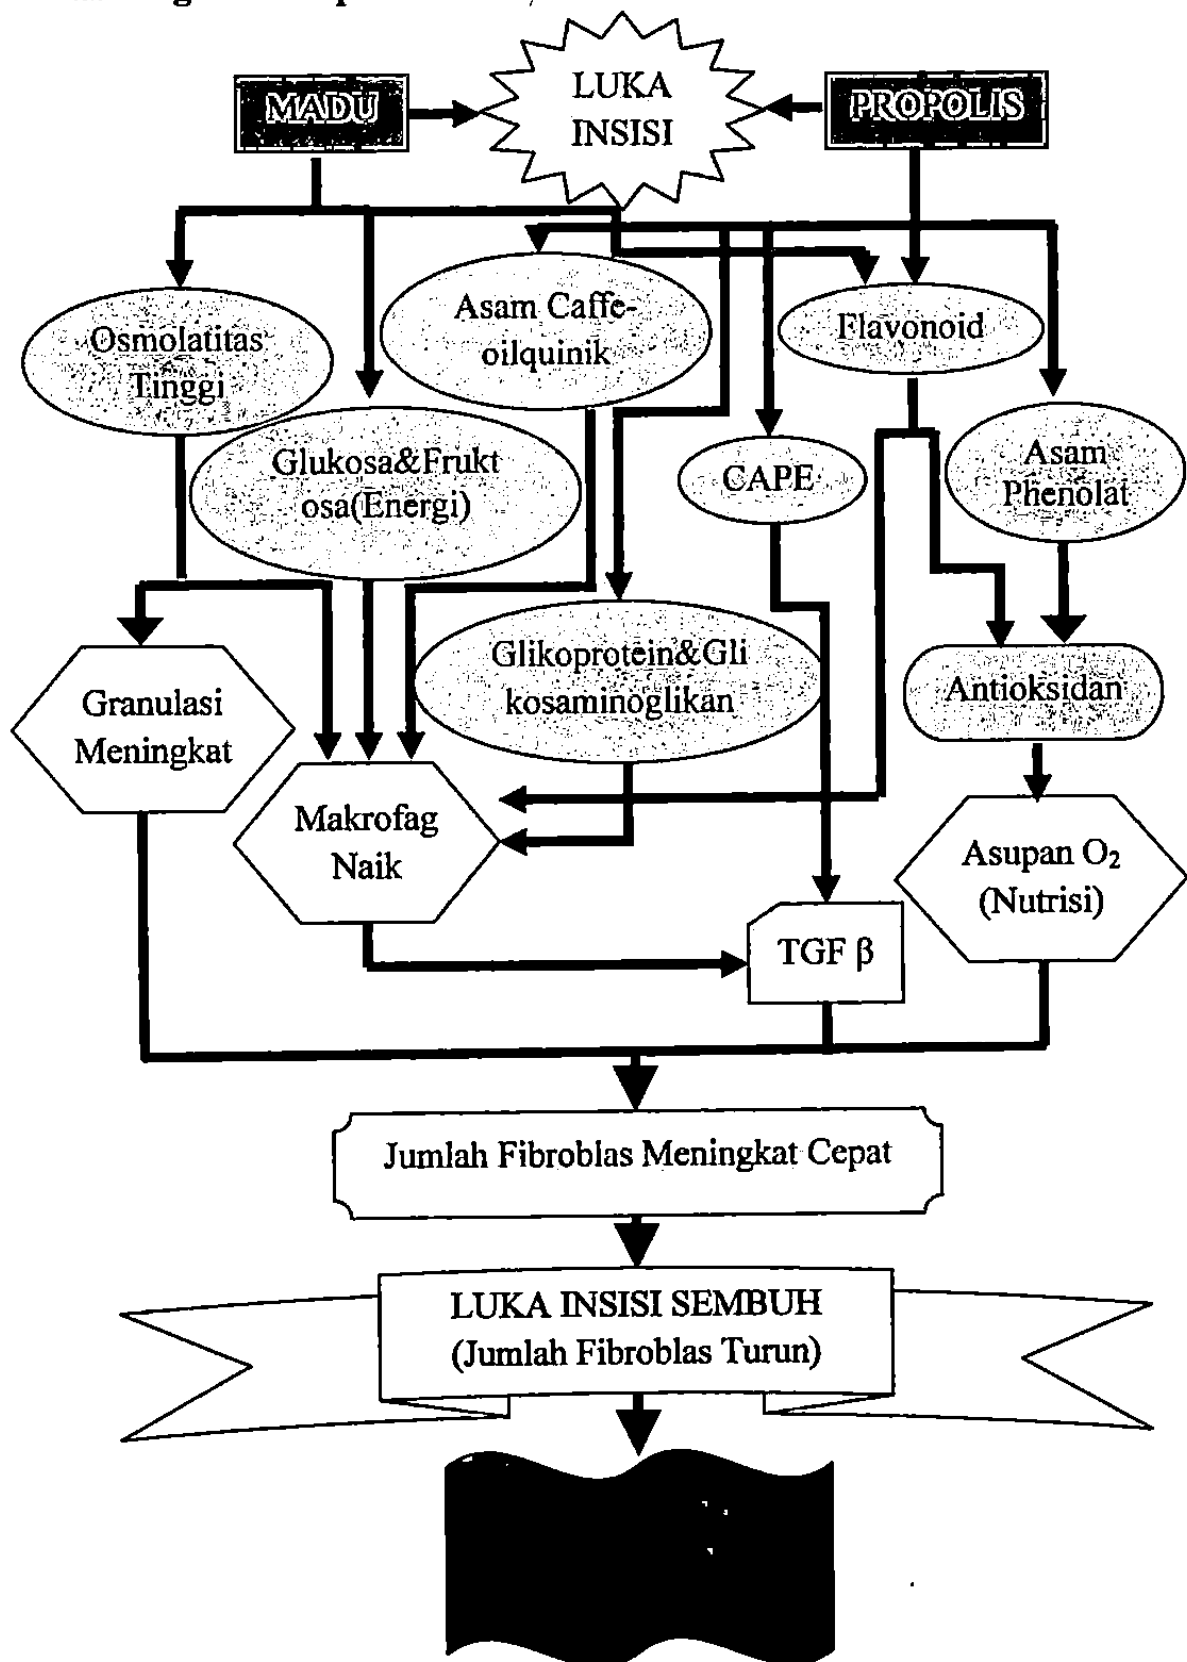 MADU
LUKA
INSISI
PROPOLIS
Asam Caffe-
oilquinik
Flavonoid
Osmolatitas
Tinggi
Glukosa&Frukt
osa(Energi)
CAPE
Asam
Phenolat
Glikoprotein&Gli
kosaminoglikan
Antioksidan
Granulasi
Meningkat
Makrofag
Naik
Asupan O₂
(Nutrisi)
TGF β
Jumlah Fibroblas Meningkat Cepat
LUKA INSISI SEMBUH
(Jumlah Fibroblas Turun)